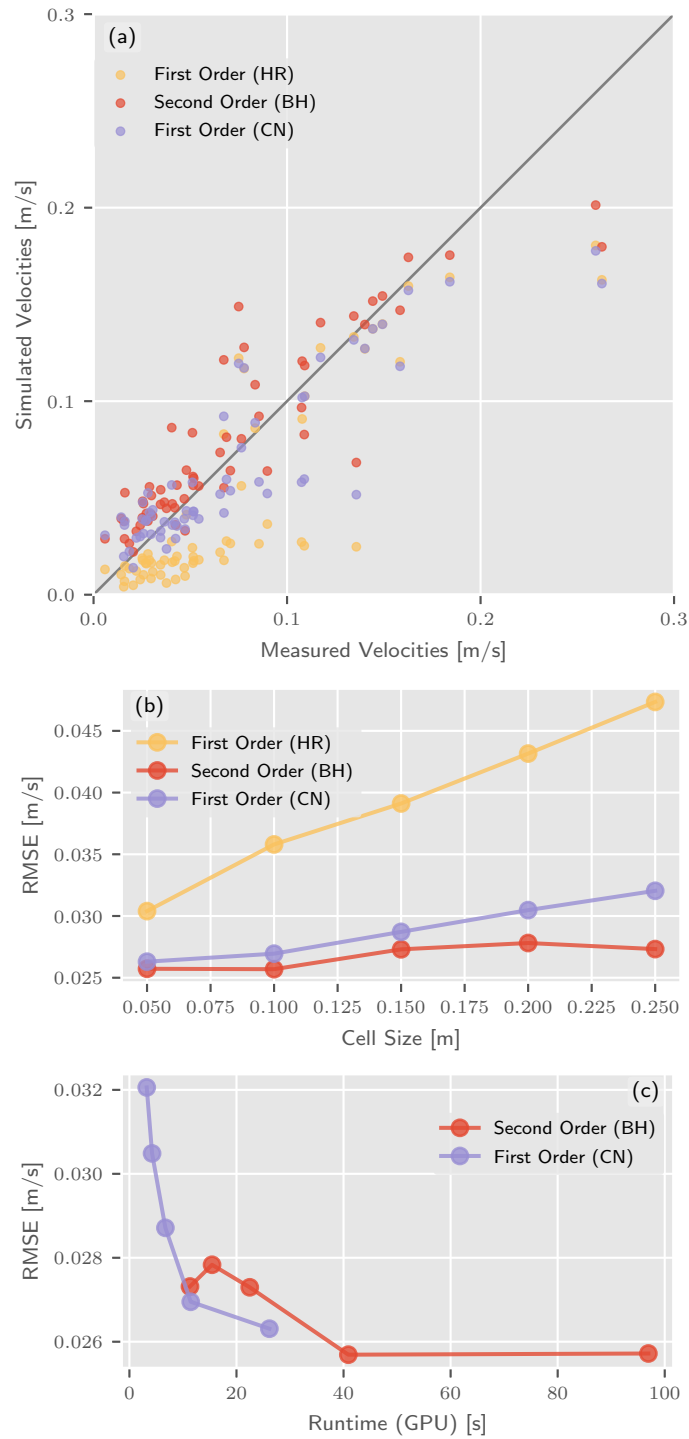 (a)
First Order (HR)
Second Order (BH)
First Order (CN)
Simulated Velocities [m/s]
0.3
0.2
0.1
0.0
0.0 0.1 0.2 0.3
Measured Velocities [m/s]
(b)
First Order (HR)
Second Order (BH)
First Order (CN)
RMSE [m/s]
0.045
0.040
0.035
0.030
0.025
0.050 0.075 0.100 0.125 0.150 0.175 0.200 0.225 0.250
Cell Size [m]
(c)
Second Order (BH)
First Order (CN)
RMSE [m/s]
0.032
0.030
0.028
0.026
0 20 40 60 80 100
Runtime (GPU) [s]